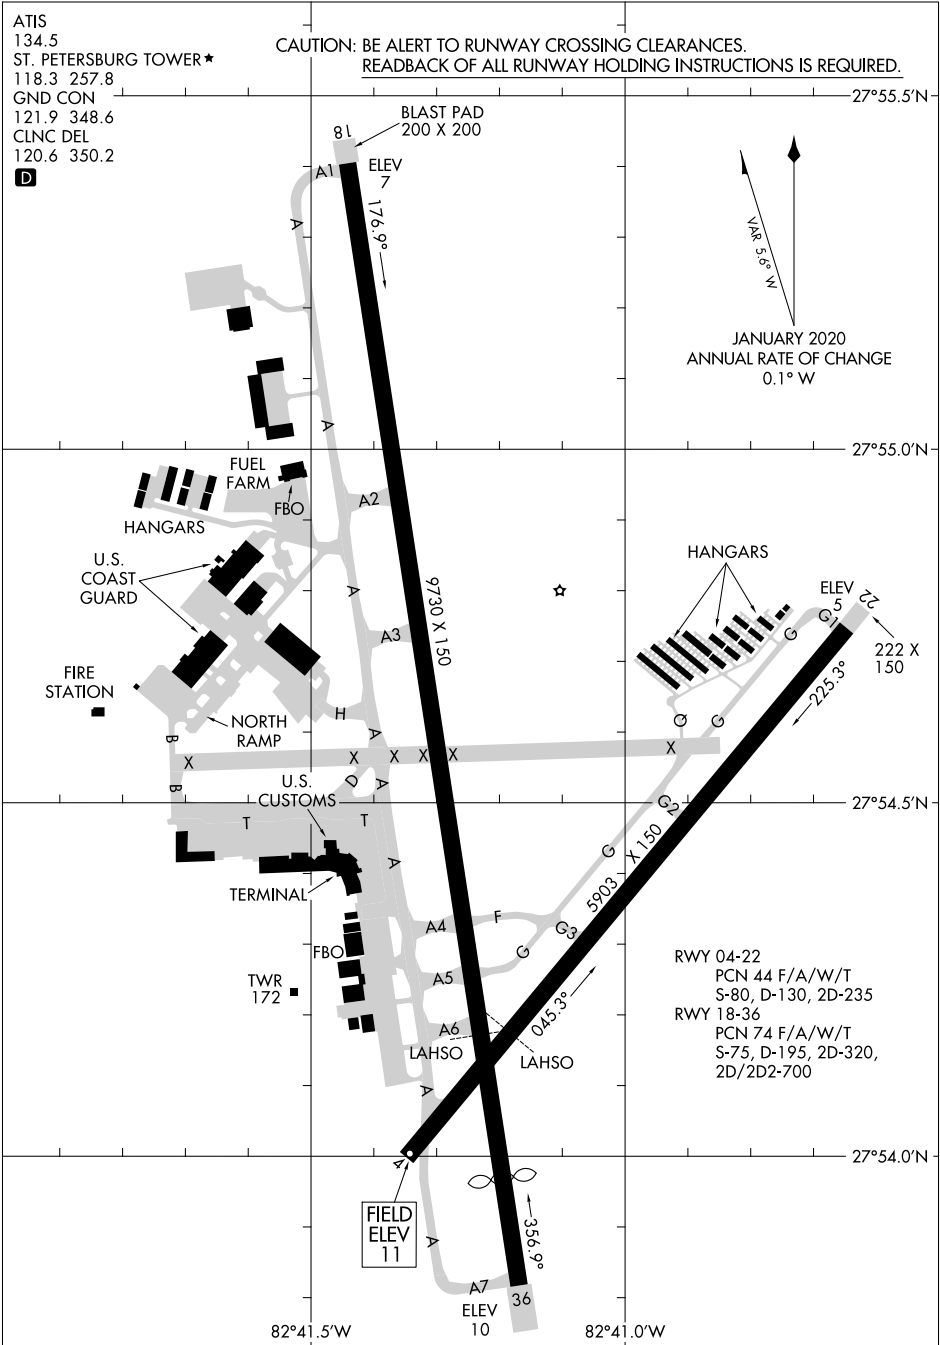 ATIS
134.5
ST. PETERSBURG TOWER★
118.3 257.8
GND CON
121.9 348.6
CLNC DEL
120.6 350.2
D
CAUTION: BE ALERT TO RUNWAY CROSSING CLEARANCES.
READBACK OF ALL RUNWAY HOLDING INSTRUCTIONS IS REQUIRED.
27°55.5'N
BLAST PAD
200 X 200
18
A1
ELEV
7
176.9°
A
VAR 5.6° W
JANUARY 2020
ANNUAL RATE OF CHANGE
0.1° W
A
27°55.0'N
FUEL
FARM
FBO
A2
HANGARS
U.S.
COAST
GUARD
HANGARS
A
9730 X 150
ELEV
5
22
G1
G
A3
222 X
150
225.3°
FIRE
STATION
NORTH
RAMP
H
Q
G
B
A
X
X
X
X
X
X
U.S.
CUSTOMS
D
A
B
27°54.5'N
G2
T
T
A
G
5903 X 150
TERMINAL
A4
F
G3
FBO
G
A5
TWR
172
045.3°
A6
LAHSO
LAHSO
RWY 04-22
PCN 44 F/A/W/T
S-80, D-130, 2D-235
RWY 18-36
PCN 74 F/A/W/T
S-75, D-195, 2D-320,
2D/2D2-700
A
4
27°54.0'N
FIELD
ELEV
11
A
356.9°
A7
36
ELEV
10
82°41.5'W
82°41.0'W